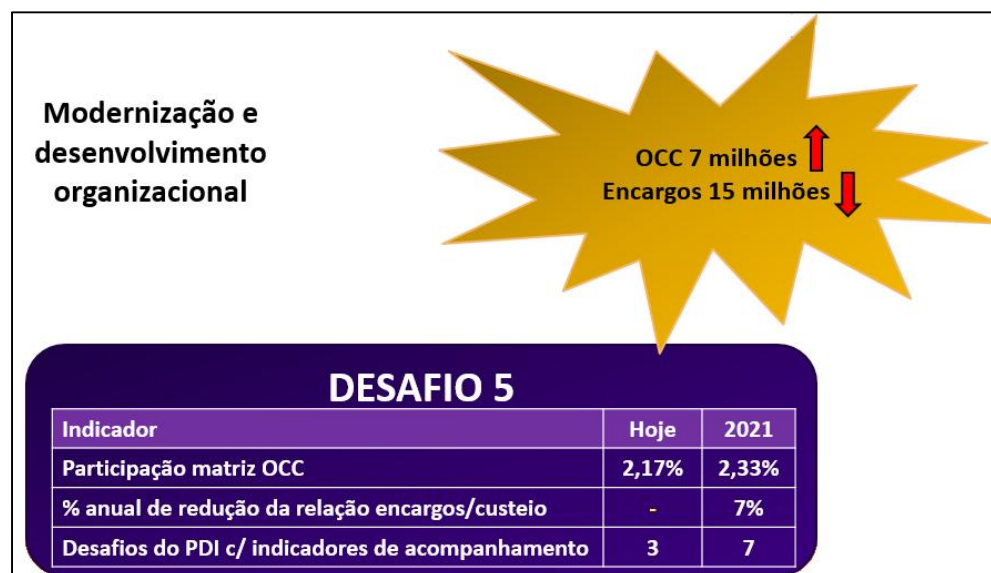 Modernização e
desenvolvimento
organizacional
OCC 7 milhões
Encargos 15 milhões
DESAFIO 5
Indicador Hoje 2021
Participação matriz OCC 2,17% 2,33%
% anual de redução da relação encargos/custeio - 7%
Desafios do PDI c/ indicadores de acompanhamento 3 7